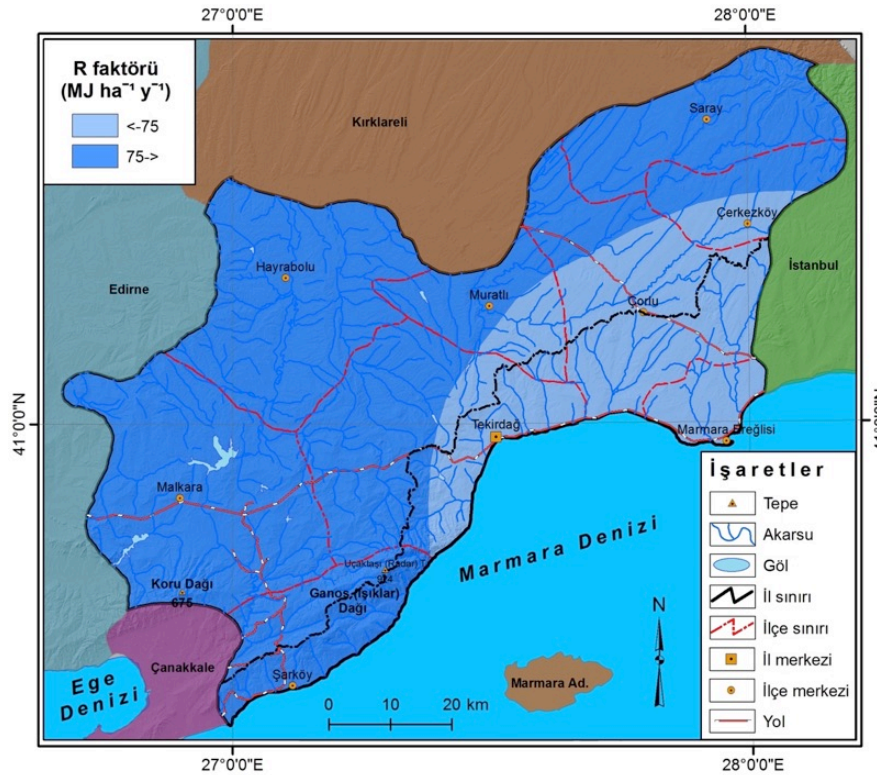 27°0'0"E
28°0'0"E
R faktörü
(MJ ha⁻¹ y⁻¹)
<-75
75->
Kırklareli
Saray
Çerkezköy
İstanbul
Edirne
Hayrabolu
Muratlı
Çorlu
41°0'0"N
Tekirdağ
Marmara Ereğlisi
Malkara
Marmara Denizi
Uçaktaşı (Radar) T.
924
Koru Dağı
675
Ganos (Işıklar)
Dağı
Çanakkale
Ege
Denizi
Şarköy
Marmara Ad.
0 10 20 km
N
İşaretler
Tepe
Akarsu
Göl
İl sınırı
İlçe sınırı
İl merkezi
İlçe merkezi
Yol
27°0'0"E
28°0'0"E